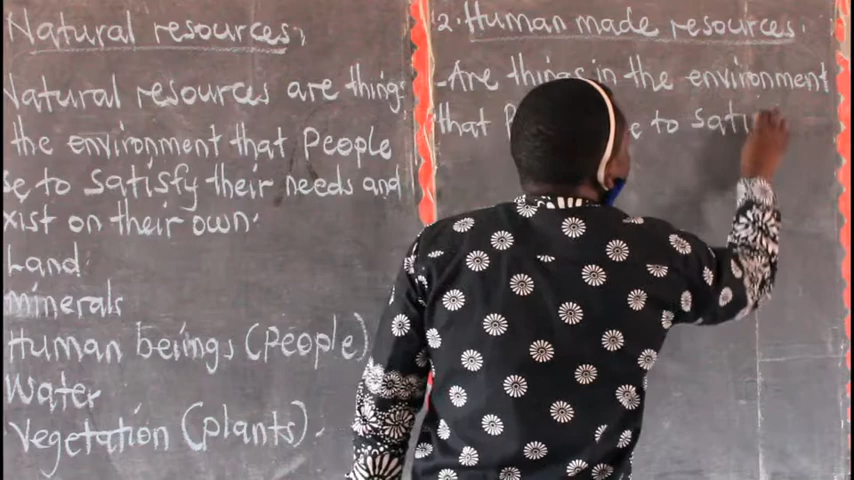 Natural resources;
Natural resources are things
the environment that People
se to satisfy their needs and
xist on their own.
Land
Minerals
Human beings (People)
Water
Vegetation (plants).
2. Human made resources
- Are things in the environment
that to sati